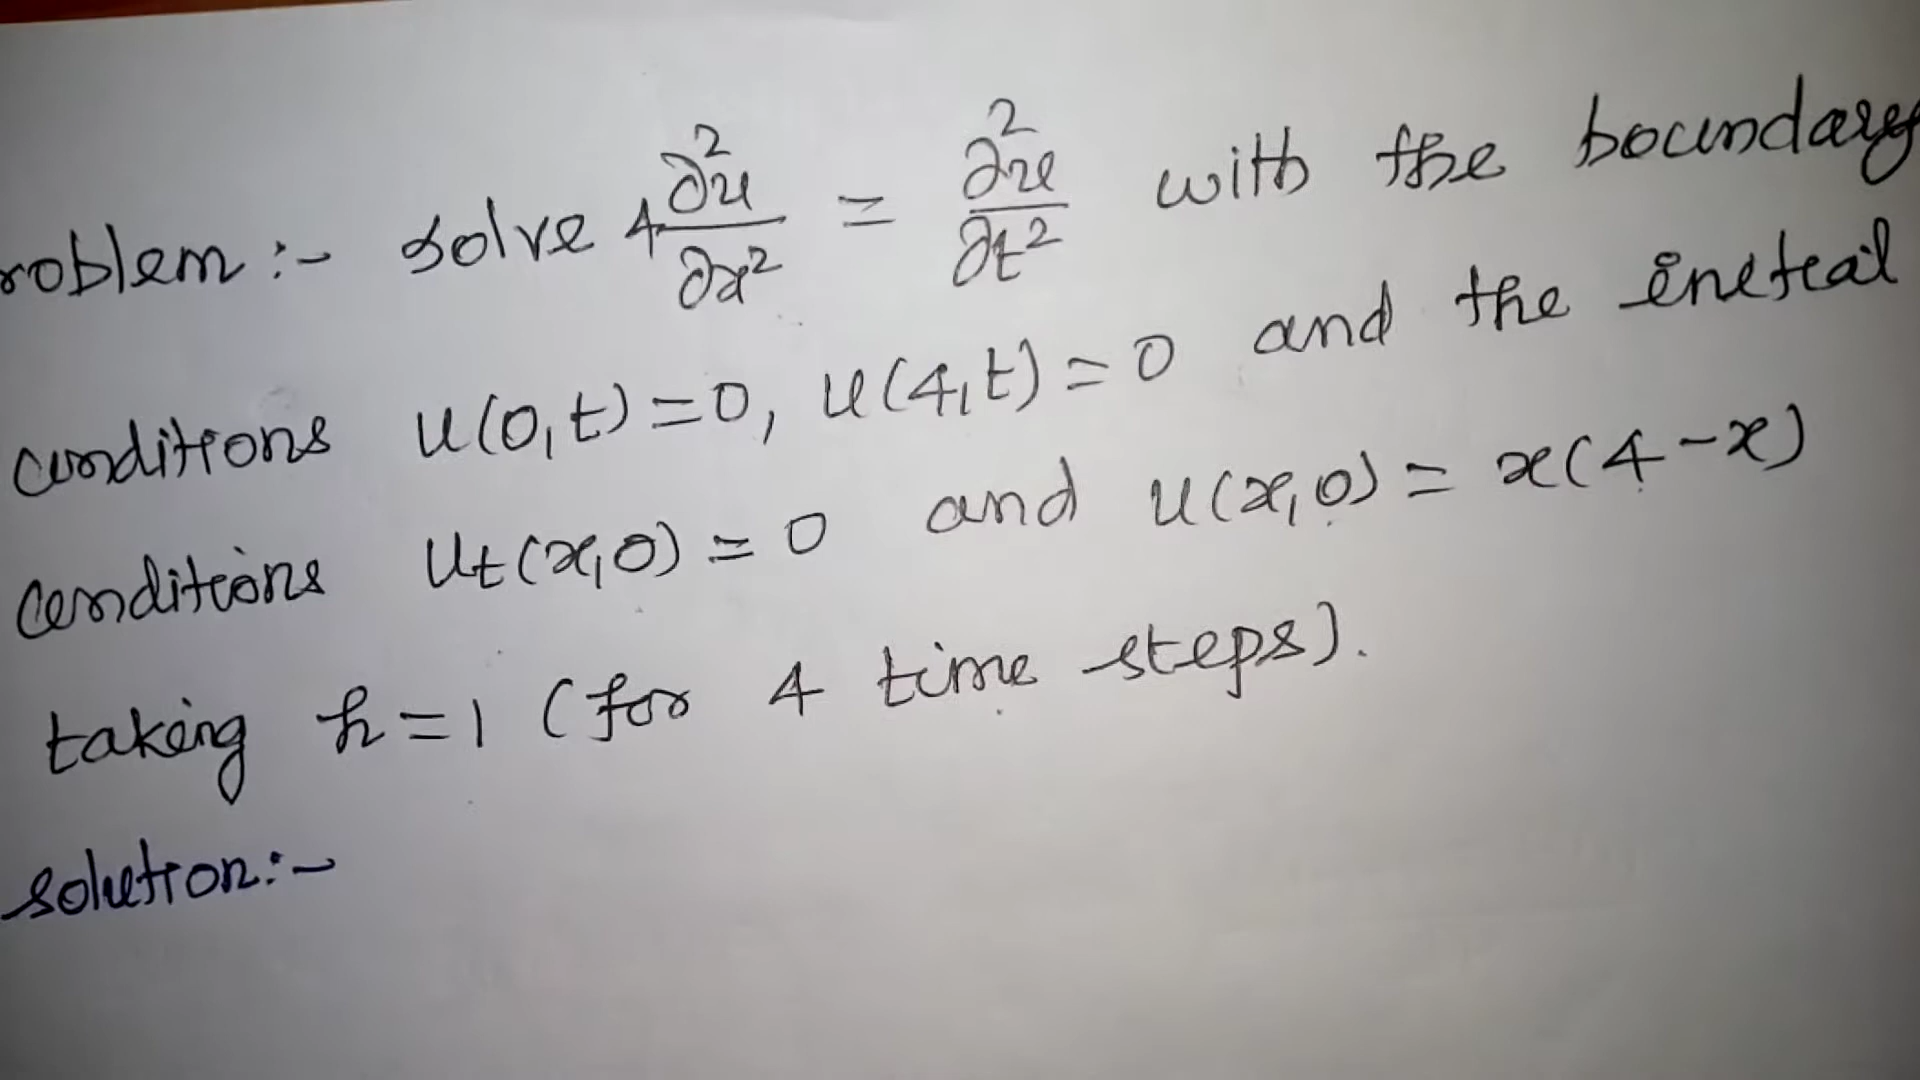 roblem:- solve 4 ∂²u/∂x² = ∂²u/∂t² with the boundary
conditions u(0,t)=0, u(4,t)=0 and the initial
conditions ut(x,0)=0 and u(x,0)=x(4-x)
taking h=1 (for 4 time steps).
solution:-